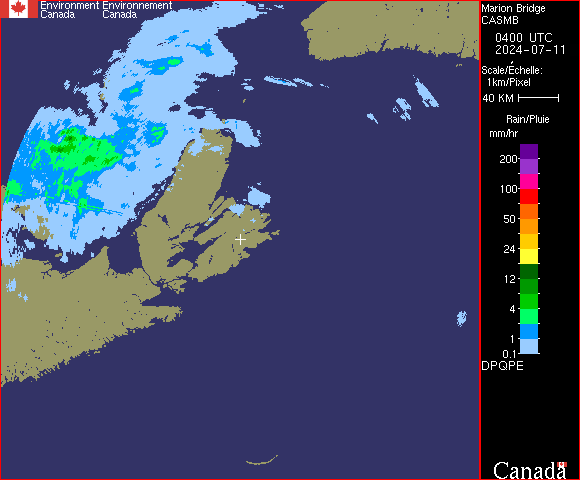 Environment Environnement
Canada Canada
Marion Bridge
CASMB
0400 UTC
2024-07-11
Scale/Échelle:
1km/Pixel
40 KM
Rain/Pluie
mm/hr
200
100
50
24
12
4
1
0.1
DPQPE
Canada